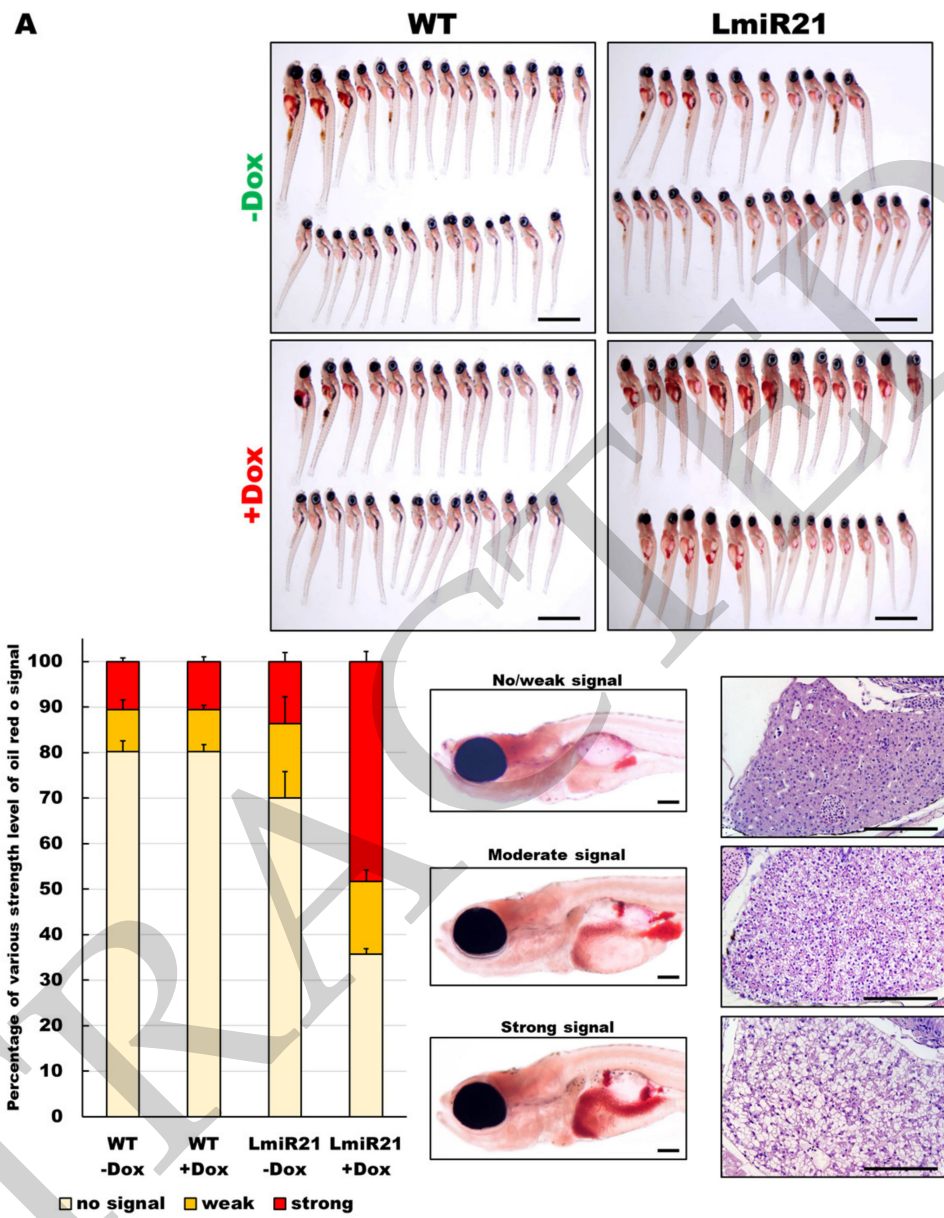 A
WT
LmiR21
-Dox
+Dox
RETRACTED
Percentage of various strength level of oil red o signal
100
90
80
70
60
50
40
30
20
10
0
WT
-Dox
WT
+Dox
LmiR21
-Dox
LmiR21
+Dox
no signal
weak
strong
No/weak signal
Moderate signal
Strong signal